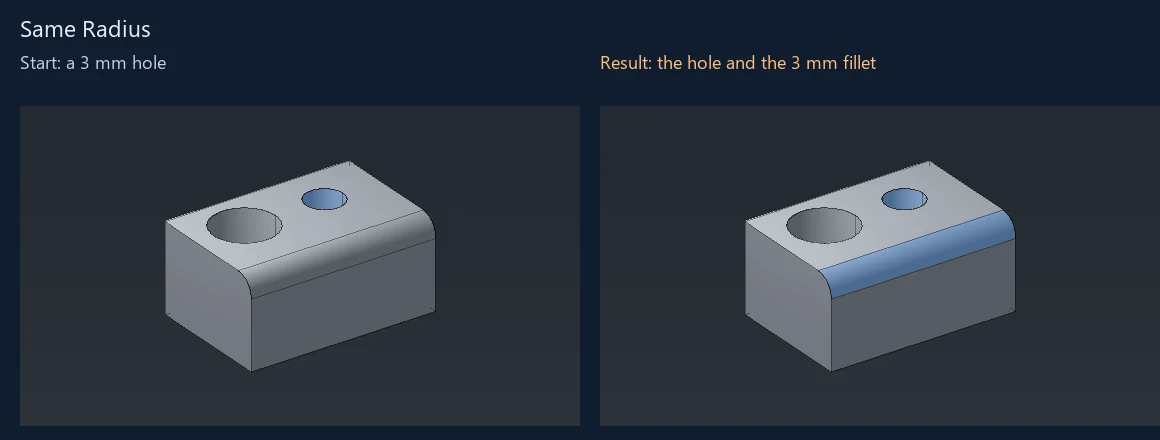 Same Radius
Start: a 3 mm hole
Result: the hole and the 3 mm fillet